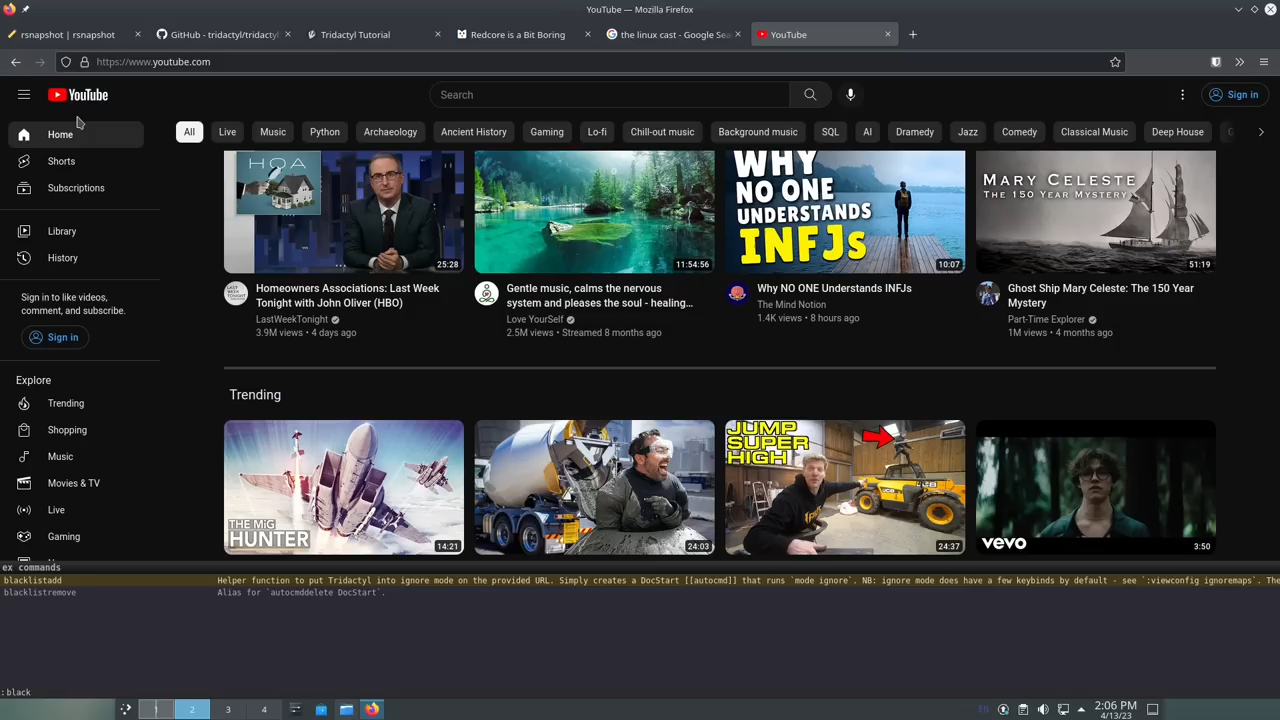 YouTube — Mozilla Firefox
rsnapshot | rsnapshot
GitHub - tridactyl/tridactyl
Tridactyl Tutorial
Redcore is a Bit Boring
the linux cast - Google Sea
YouTube
https://www.youtube.com
YouTube
Search
Sign in
Home
Shorts
Subscriptions
Library
History
Sign in to like videos,
comment, and subscribe.
Sign in
Explore
Trending
Shopping
Music
Movies & TV
Live
Gaming
All
Live
Music
Python
Archaeology
Ancient History
Gaming
Lo-fi
Chill-out music
Background music
SQL
AI
Dramedy
Jazz
Comedy
Classical Music
Deep House
HOA
25:28
Homeowners Associations: Last Week
Tonight with John Oliver (HBO)
LastWeekTonight
3.9M views • 4 days ago
11:54:56
Gentle music, calms the nervous
system and pleases the soul - healing...
Love YourSelf
2.5M views • Streamed 8 months ago
WHY
NO ONE
UNDERSTANDS
INFJs
10:07
Why NO ONE Understands INFJs
The Mind Notion
1.4K views • 8 hours ago
MARY CELESTE
THE 150 YEAR MYSTERY
51:19
Ghost Ship Mary Celeste: The 150 Year
Mystery
Part-Time Explorer
1M views • 4 months ago
Trending
THE MiG
HUNTER
14:21
24:03
JUMP
SUPER
HIGH
JCB
24:37
vevo
3:50
ex commands
blacklistadd Helper function to put Tridactyl into ignore mode on the provided URL. Simply creates a DocStart [[autocmd]] that runs `mode ignore`. NB: ignore mode does have a few keybinds by default - see `:viewconfig ignoremaps`. The
blacklistremove Alias for `autocmddelete DocStart`.
:black
1
2
3
4
EN
2:06 PM
4/13/23